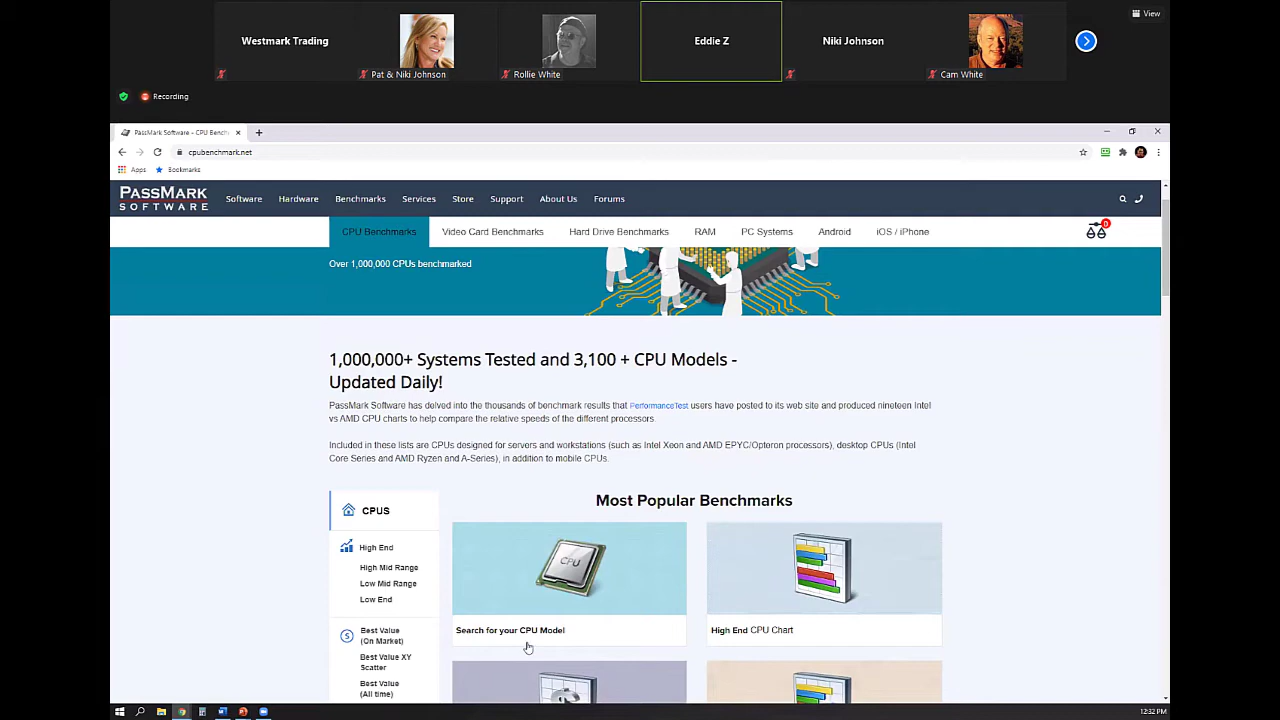 View
Westmark Trading
Pat & Niki Johnson
Rollie White
Eddie Z
Niki Johnson
Cam White
Recording
PassMark Software - CPU Bench
cpubenchmark.net
Apps
Bookmarks
PASSMARK
SOFTWARE
Software
Hardware
Benchmarks
Services
Store
Support
About Us
Forums
CPU Benchmarks
Video Card Benchmarks
Hard Drive Benchmarks
RAM
PC Systems
Android
iOS / iPhone
0
Over 1,000,000 CPUs benchmarked
1,000,000+ Systems Tested and 3,100 + CPU Models -
Updated Daily!
PassMark Software has delved into the thousands of benchmark results that PerformanceTest users have posted to its web site and produced nineteen Intel
vs AMD CPU charts to help compare the relative speeds of the different processors.
Included in these lists are CPUs designed for servers and workstations (such as Intel Xeon and AMD EPYC/Opteron processors), desktop CPUs (Intel
Core Series and AMD Ryzen and A-Series), in addition to mobile CPUs.
CPUS
High End
High Mid Range
Low Mid Range
Low End
Best Value
(On Market)
Best Value XY
Scatter
Best Value
(All time)
Most Popular Benchmarks
CPU
Search for your CPU Model
High End CPU Chart
12:32 PM